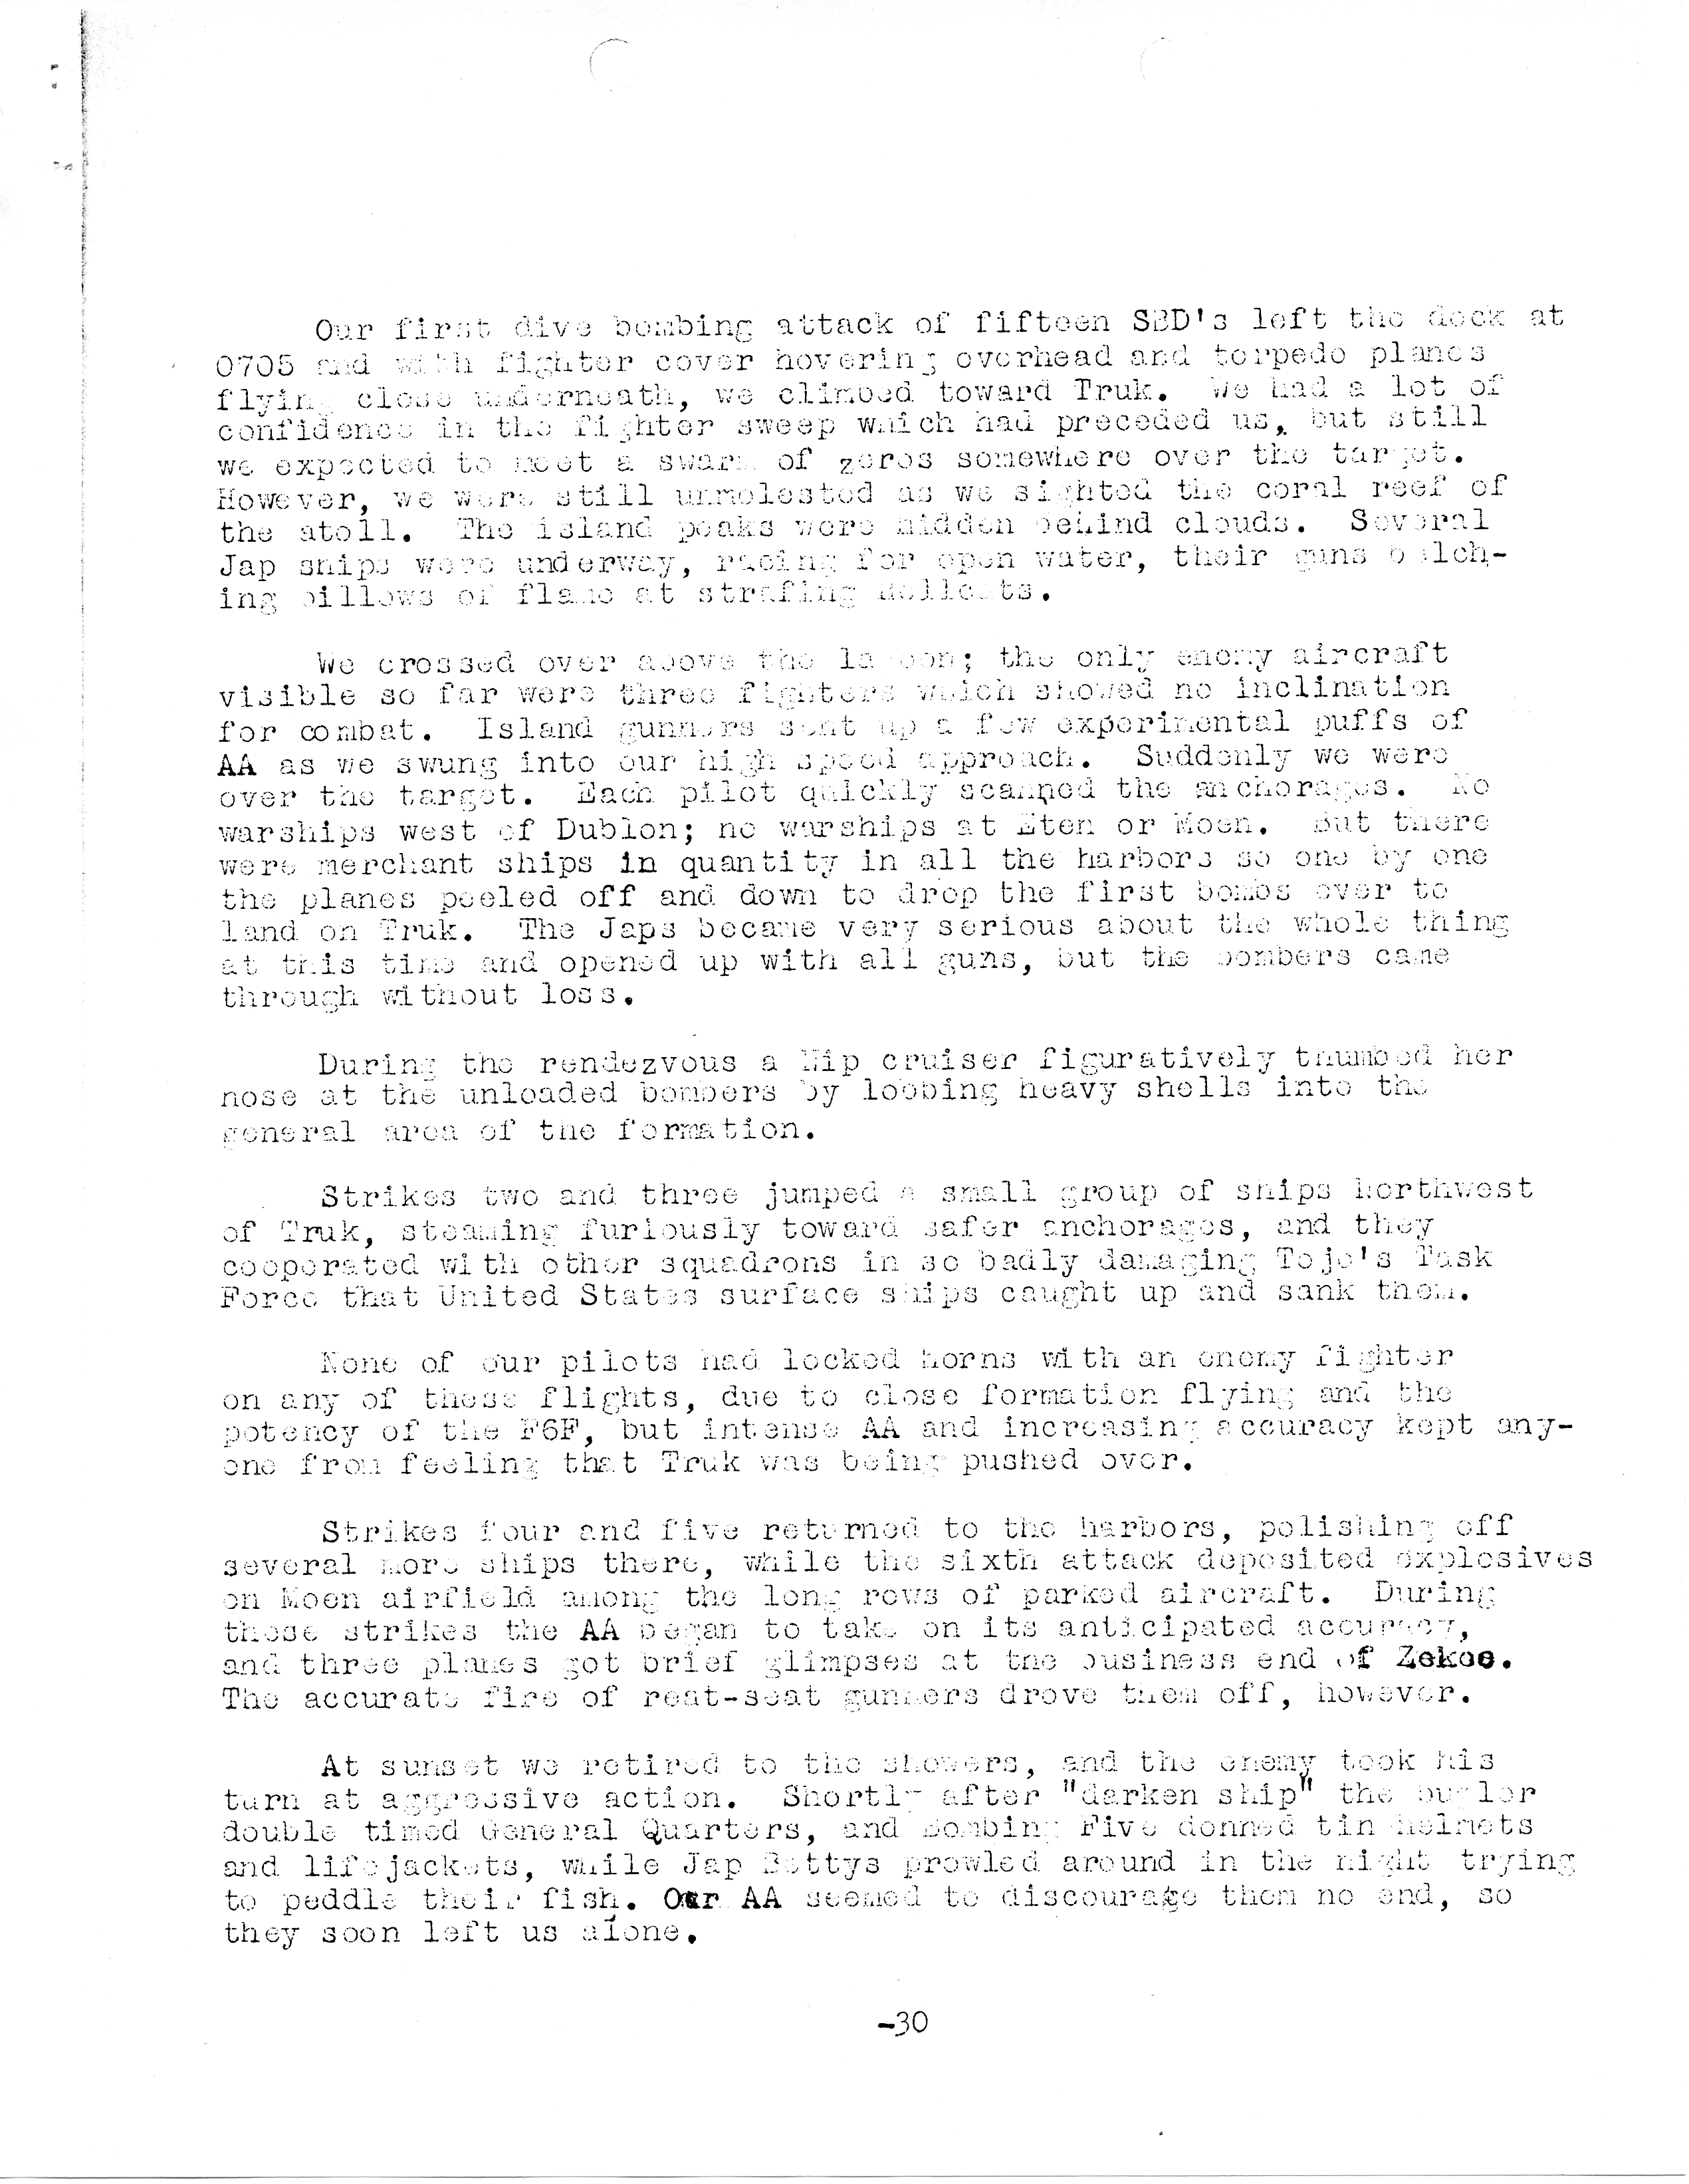 Our first dive bombing attack of fifteen SBD's left the deck at
0705 and with fighter cover hovering overhead and torpedo planes
flying close underneath, we climbed toward Truk. We had a lot of
confidence in the fighter sweep which had preceded us, but still
we expected to meet a swarm of zeros somewhere over the target.
However, we were still unmolested as we sighted the coral reef of
the atoll. The island peaks were hidden behind clouds. Several
Jap ships were underway, racing for open water, their guns belch-
ing billows of flame at strafing Hellcats.
We crossed over above the lagoon; the only enemy aircraft
visible so far were three fighters which showed no inclination
for combat. Island gunners sent up a few experimental puffs of
AA as we swung into our high speed approach. Suddenly we were
over the target. Each pilot quickly scanned the anchorages. No
warships west of Dublon; no warships at Eten or Moen. But there
were merchant ships in quantity in all the harbors so one by one
the planes peeled off and down to drop the first bombs ever to
land on Truk. The Japs became very serious about the whole thing
at this time and opened up with all guns, but the bombers came
through without loss.
During the rendezvous a Nip cruiser figuratively thumbed her
nose at the unloaded bombers by lobbing heavy shells into the
general area of the formation.
Strikes two and three jumped a small group of ships Northwest
of Truk, steaming furiously toward safer anchorages, and they
cooperated with other squadrons in so badly damaging Tojo's Task
Force that United States surface ships caught up and sank them.
None of our pilots had locked horns with an enemy fighter
on any of these flights, due to close formation flying and the
potency of the F6F, but intense AA and increasing accuracy kept any-
one from feeling that Truk was being pushed over.
Strikes four and five returned to the harbors, polishing off
several more ships there, while the sixth attack deposited explosives
on Moen airfield among the long rows of parked aircraft. During
those strikes the AA began to take on its anticipated accuracy,
and three planes got brief glimpses at the business end of Zekee.
The accurate fire of reat-seat gunners drove them off, however.
At sunset we retired to the showers, and the enemy took his
turn at aggressive action. Shortly after "darken ship" the bugler
double timed General Quarters, and Bombing Five donned tin helmets
and lifejackets, while Jap Bettys prowled around in the night trying
to peddle their fish. Our AA seemed to discourage them no end, so
they soon left us alone.
-30